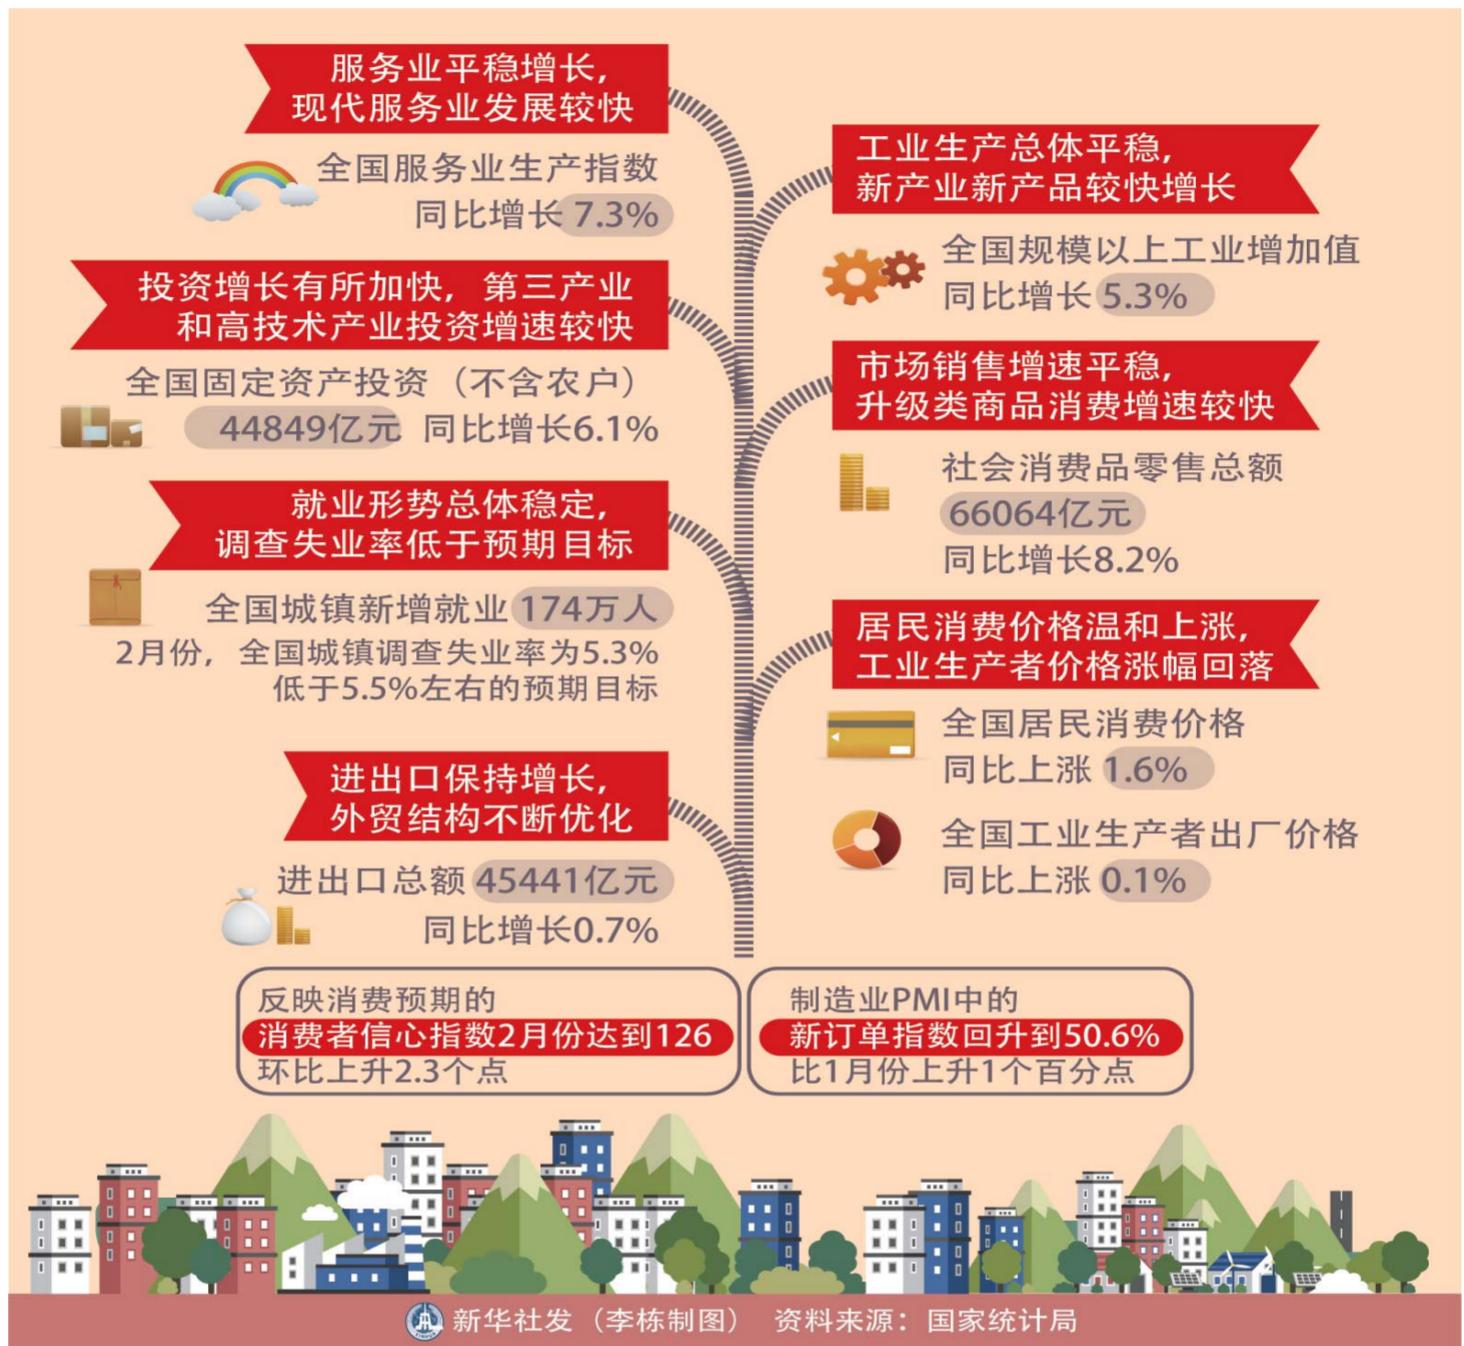 服务业平稳增长，
现代服务业发展较快
全国服务业生产指数
同比增长 7.3%
工业生产总体平稳，
新产业新产品较快增长
全国规模以上工业增加值
同比增长 5.3%
投资增长有所加快，第三产业
和高技术产业投资增速较快
全国固定资产投资（不含农户）
44849亿元 同比增长6.1%
市场销售增速平稳，
升级类商品消费增速较快
社会消费品零售总额
66064亿元
同比增长8.2%
就业形势总体稳定，
调查失业率低于预期目标
全国城镇新增就业 174万人
2月份，全国城镇调查失业率为5.3%
低于5.5%左右的预期目标
居民消费价格温和上涨，
工业生产者价格涨幅回落
全国居民消费价格
同比上涨 1.6%
全国工业生产者出厂价格
同比上涨 0.1%
进出口保持增长，
外贸结构不断优化
进出口总额 45441亿元
同比增长0.7%
反映消费预期的
消费者信心指数2月份达到126
环比上升2.3个点
制造业PMI中的
新订单指数回升到50.6%
比1月份上升1个百分点
新华社发（李栋制图） 资料来源：国家统计局